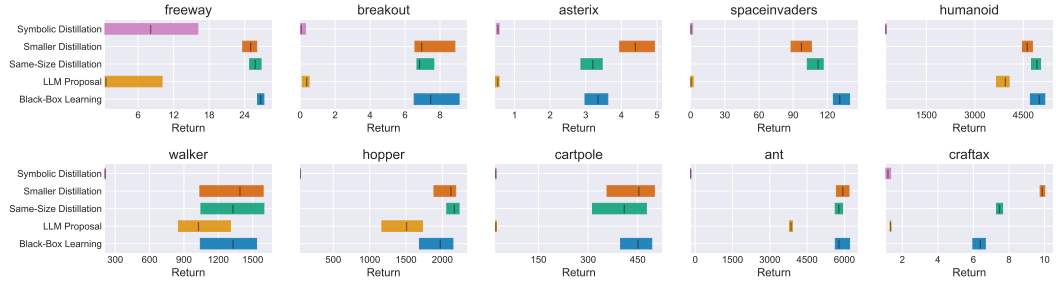 freeway breakout asterix spaceinvaders humanoid
Symbolic Distillation
Smaller Distillation
Same-Size Distillation
LLM Proposal
Black-Box Learning
6 12 18 24 0 2 4 6 8 1 2 3 4 5 0 30 60 90 120 1500 3000 4500
Return Return Return Return Return
walker hopper cartpole ant craftax
Symbolic Distillation
Smaller Distillation
Same-Size Distillation
LLM Proposal
Black-Box Learning
300 600 900 1200 1500 500 1000 1500 2000 150 300 450 0 1500 3000 4500 6000 2 4 6 8 10
Return Return Return Return Return